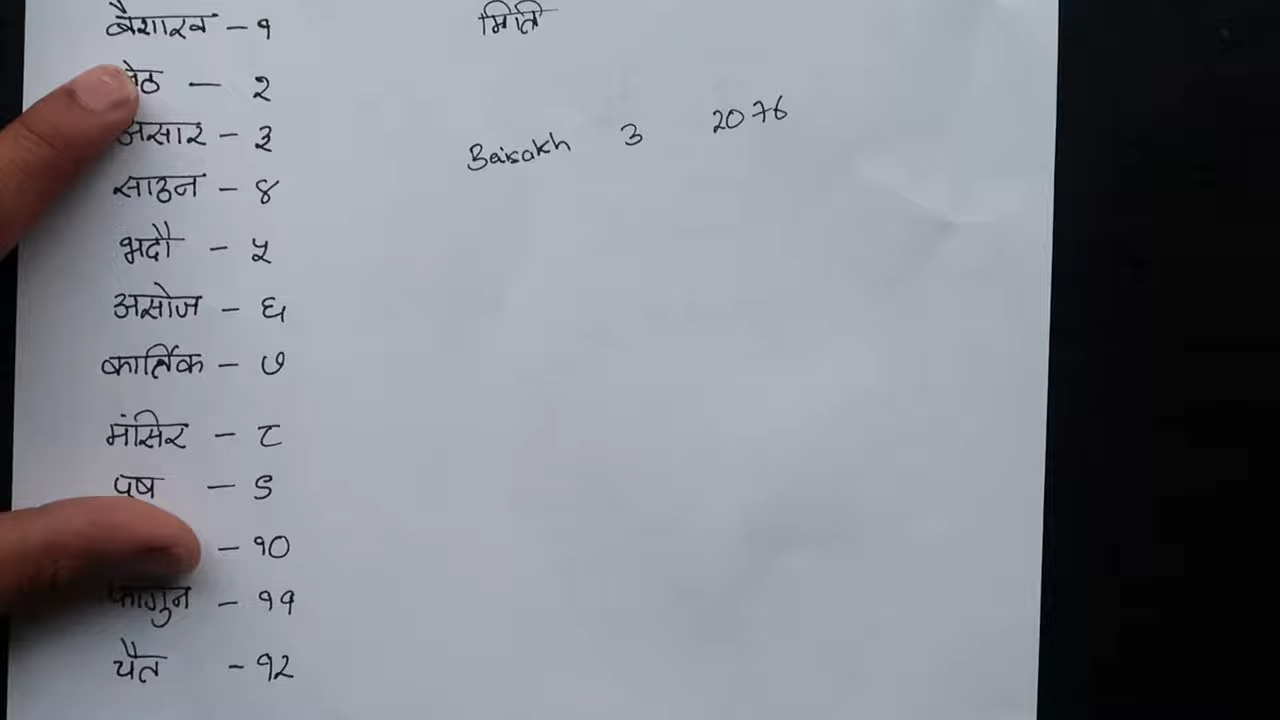 बैशाख - १
मिति
जेठ - २
असार - ३
Baisakh 3 2076
साउन - ४
भदौ - ५
असोज - ६
कार्तिक - ७
मंसिर - ८
पुष - ९
- १०
फागुन - ११
चैत - १२